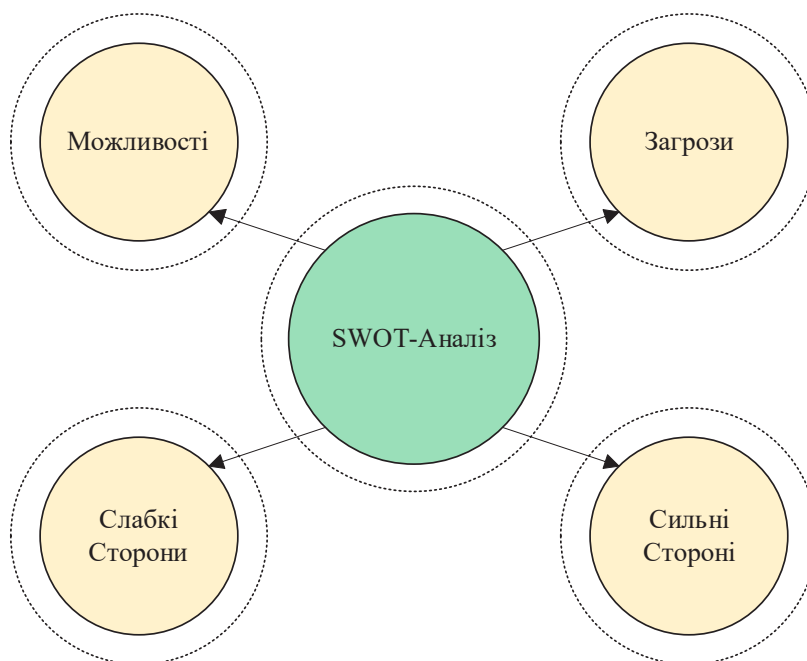 Можливості
Загрози
SWOT-Аналіз
Слабкі
Сторони
Сильні
Стороні